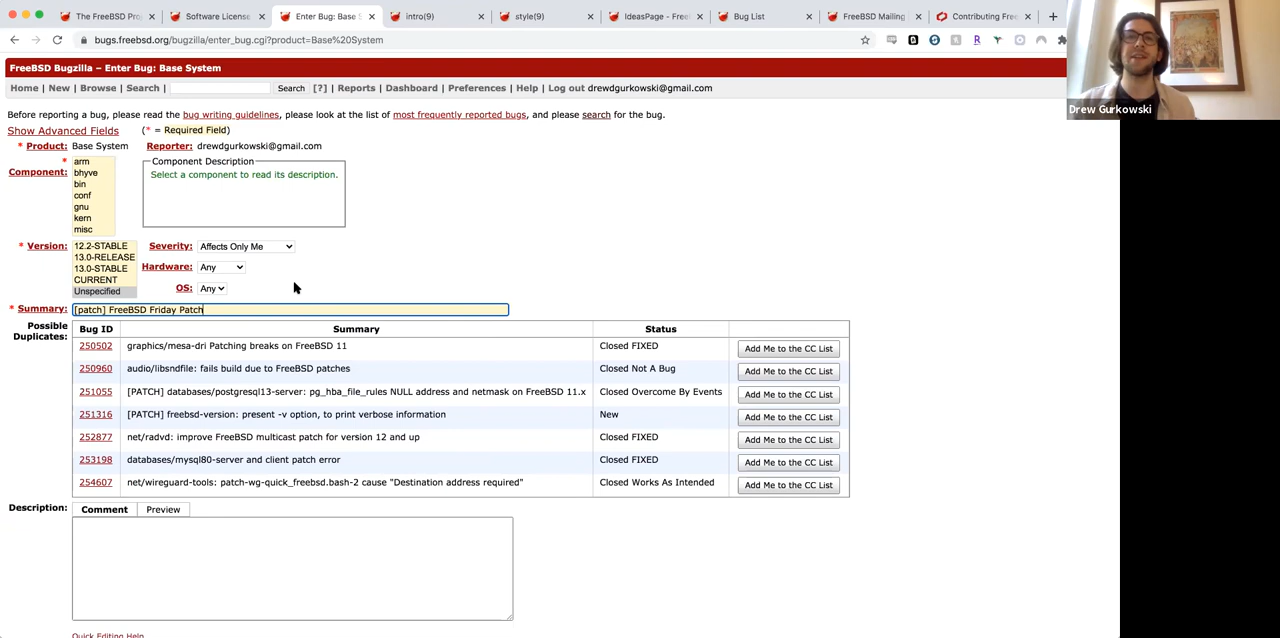 The FreeBSD Pro
Software License
Enter Bug: Base S
intro(9)
style(9)
IdeasPage - Free
Bug List
FreeBSD Mailing
Contributing Free
bugs.freebsd.org/bugzilla/enter_bug.cgi?product=Base%20System
FreeBSD Bugzilla – Enter Bug: Base System
Home | New | Browse | Search | Search [?] | Reports | Dashboard | Preferences | Help | Log out drewdgurkowski@gmail.com
Drew Gurkowski
Before reporting a bug, please read the bug writing guidelines, please look at the list of most frequently reported bugs, and please search for the bug.
Show Advanced Fields (* = Required Field)
* Product: Base System Reporter: drewdgurkowski@gmail.com
* Component:
arm
bhyve
bin
conf
gnu
kern
misc
Component Description
Select a component to read its description.
* Version:
12.2-STABLE
13.0-RELEASE
13.0-STABLE
CURRENT
Unspecified
Severity: Affects Only Me
Hardware: Any
OS: Any
* Summary: [patch] FreeBSD Friday Patch
Possible Duplicates:
Bug ID Summary Status
250502 graphics/mesa-dri Patching breaks on FreeBSD 11 Closed FIXED Add Me to the CC List
250960 audio/libsndfile: fails build due to FreeBSD patches Closed Not A Bug Add Me to the CC List
251055 [PATCH] databases/postgresql13-server: pg_hba_file_rules NULL address and netmask on FreeBSD 11.x Closed Overcome By Events Add Me to the CC List
251316 [PATCH] freebsd-version: present -v option, to print verbose information New Add Me to the CC List
252877 net/radvd: improve FreeBSD multicast patch for version 12 and up Closed FIXED Add Me to the CC List
253198 databases/mysql80-server and client patch error Closed FIXED Add Me to the CC List
254607 net/wireguard-tools: patch-wg-quick_freebsd.bash-2 cause "Destination address required" Closed Works As Intended Add Me to the CC List
Description: Comment Preview
Quick Editing Help